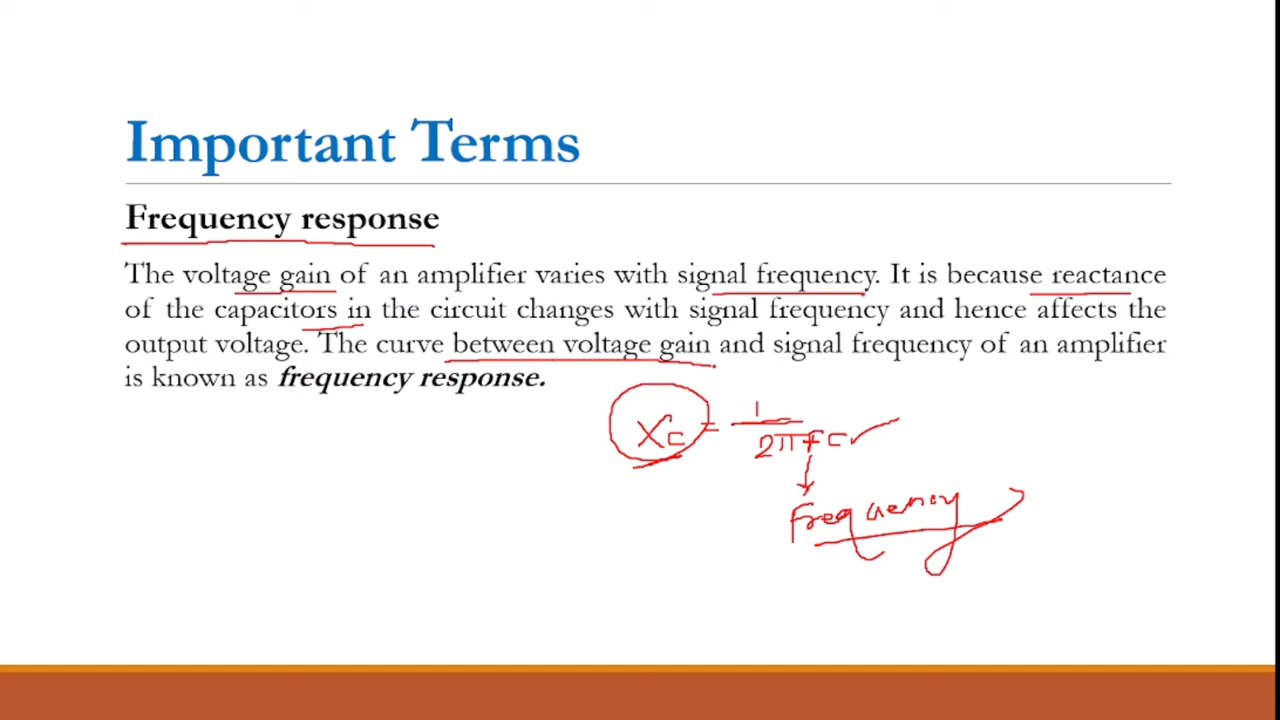 Important Terms
Frequency response
The voltage gain of an amplifier varies with signal frequency. It is because reactance
of the capacitors in the circuit changes with signal frequency and hence affects the
output voltage. The curve between voltage gain and signal frequency of an amplifier
is known as frequency response.
Xc = 1/2πfc
Frequency